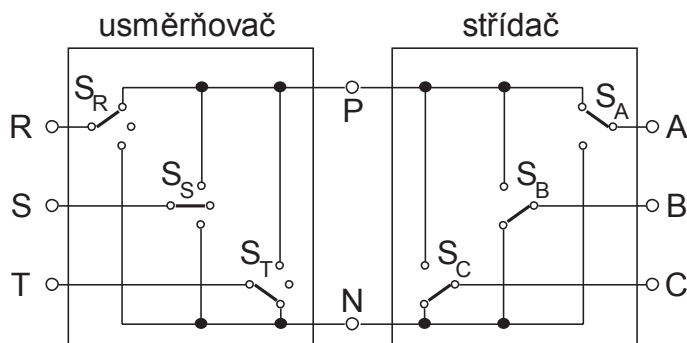 usměrňovač střídač
S_R P S_A
R A
S S_S S_B B
T S_T N S_C C